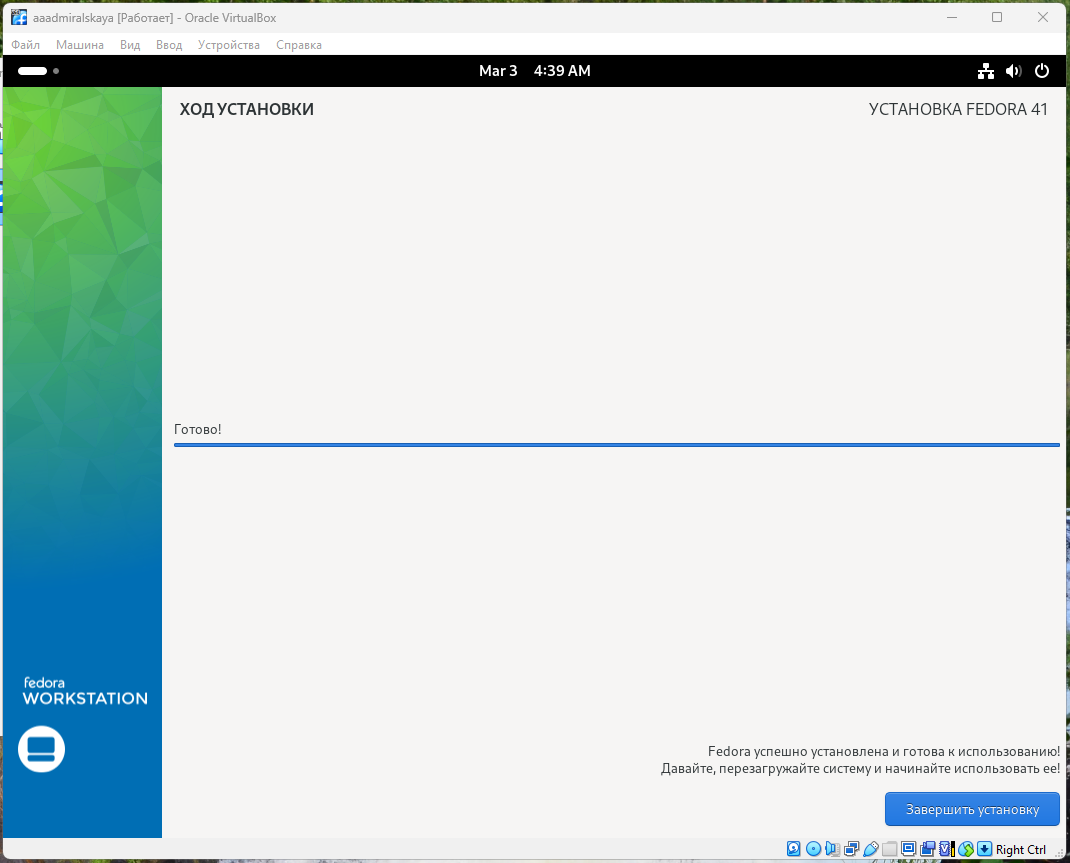 aaadmiralskaya [Работает] - Oracle VirtualBox
Файл Машина Вид Ввод Устройства Справка
Mar 3 4:39 AM
ХОД УСТАНОВКИ
УСТАНОВКА FEDORA 41
Готово!
fedora
WORKSTATION
Fedora успешно установлена и готова к использованию!
Давайте, перезагружайте систему и начинайте использовать ее!
Завершить установку
Right Ctrl